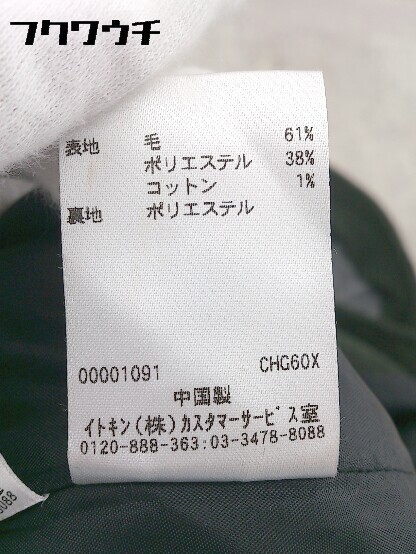 フクワウチ
表地 毛 61%
ポリエステル 38%
コットン 1%
裏地 ポリエステル
00001091 CHG60X
中国製
イトキン(株)カスタマーサービス室
0120-888-363:03-3478-8088
8088